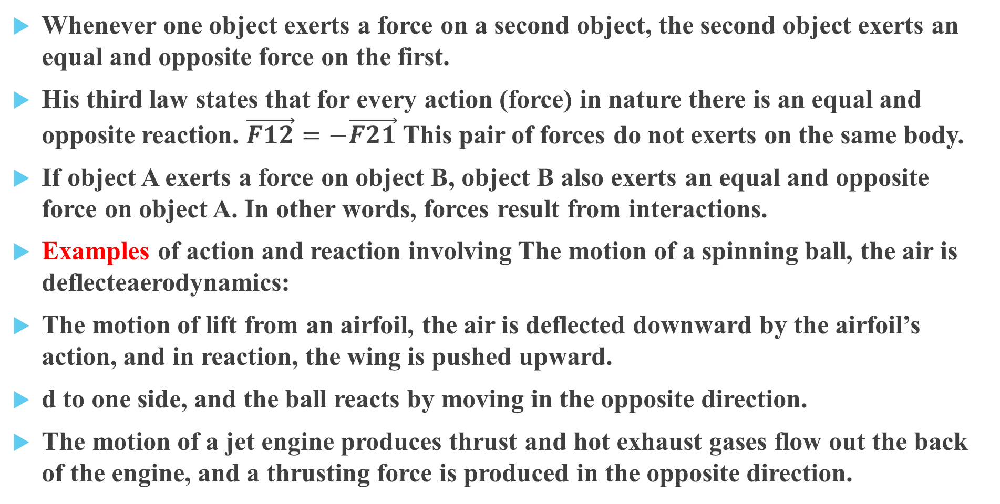 Whenever one object exerts a force on a second object, the second object exerts an
equal and opposite force on the first.
His third law states that for every action (force) in nature there is an equal and
opposite reaction. $\overrightarrow{F12} = -\overrightarrow{F21}$ This pair of forces do not exerts on the same body.
If object A exerts a force on object B, object B also exerts an equal and opposite
force on object A. In other words, forces result from interactions.
Examples of action and reaction involving The motion of a spinning ball, the air is
deflecteaerodynamics:
The motion of lift from an airfoil, the air is deflected downward by the airfoil’s
action, and in reaction, the wing is pushed upward.
d to one side, and the ball reacts by moving in the opposite direction.
The motion of a jet engine produces thrust and hot exhaust gases flow out the back
of the engine, and a thrusting force is produced in the opposite direction.